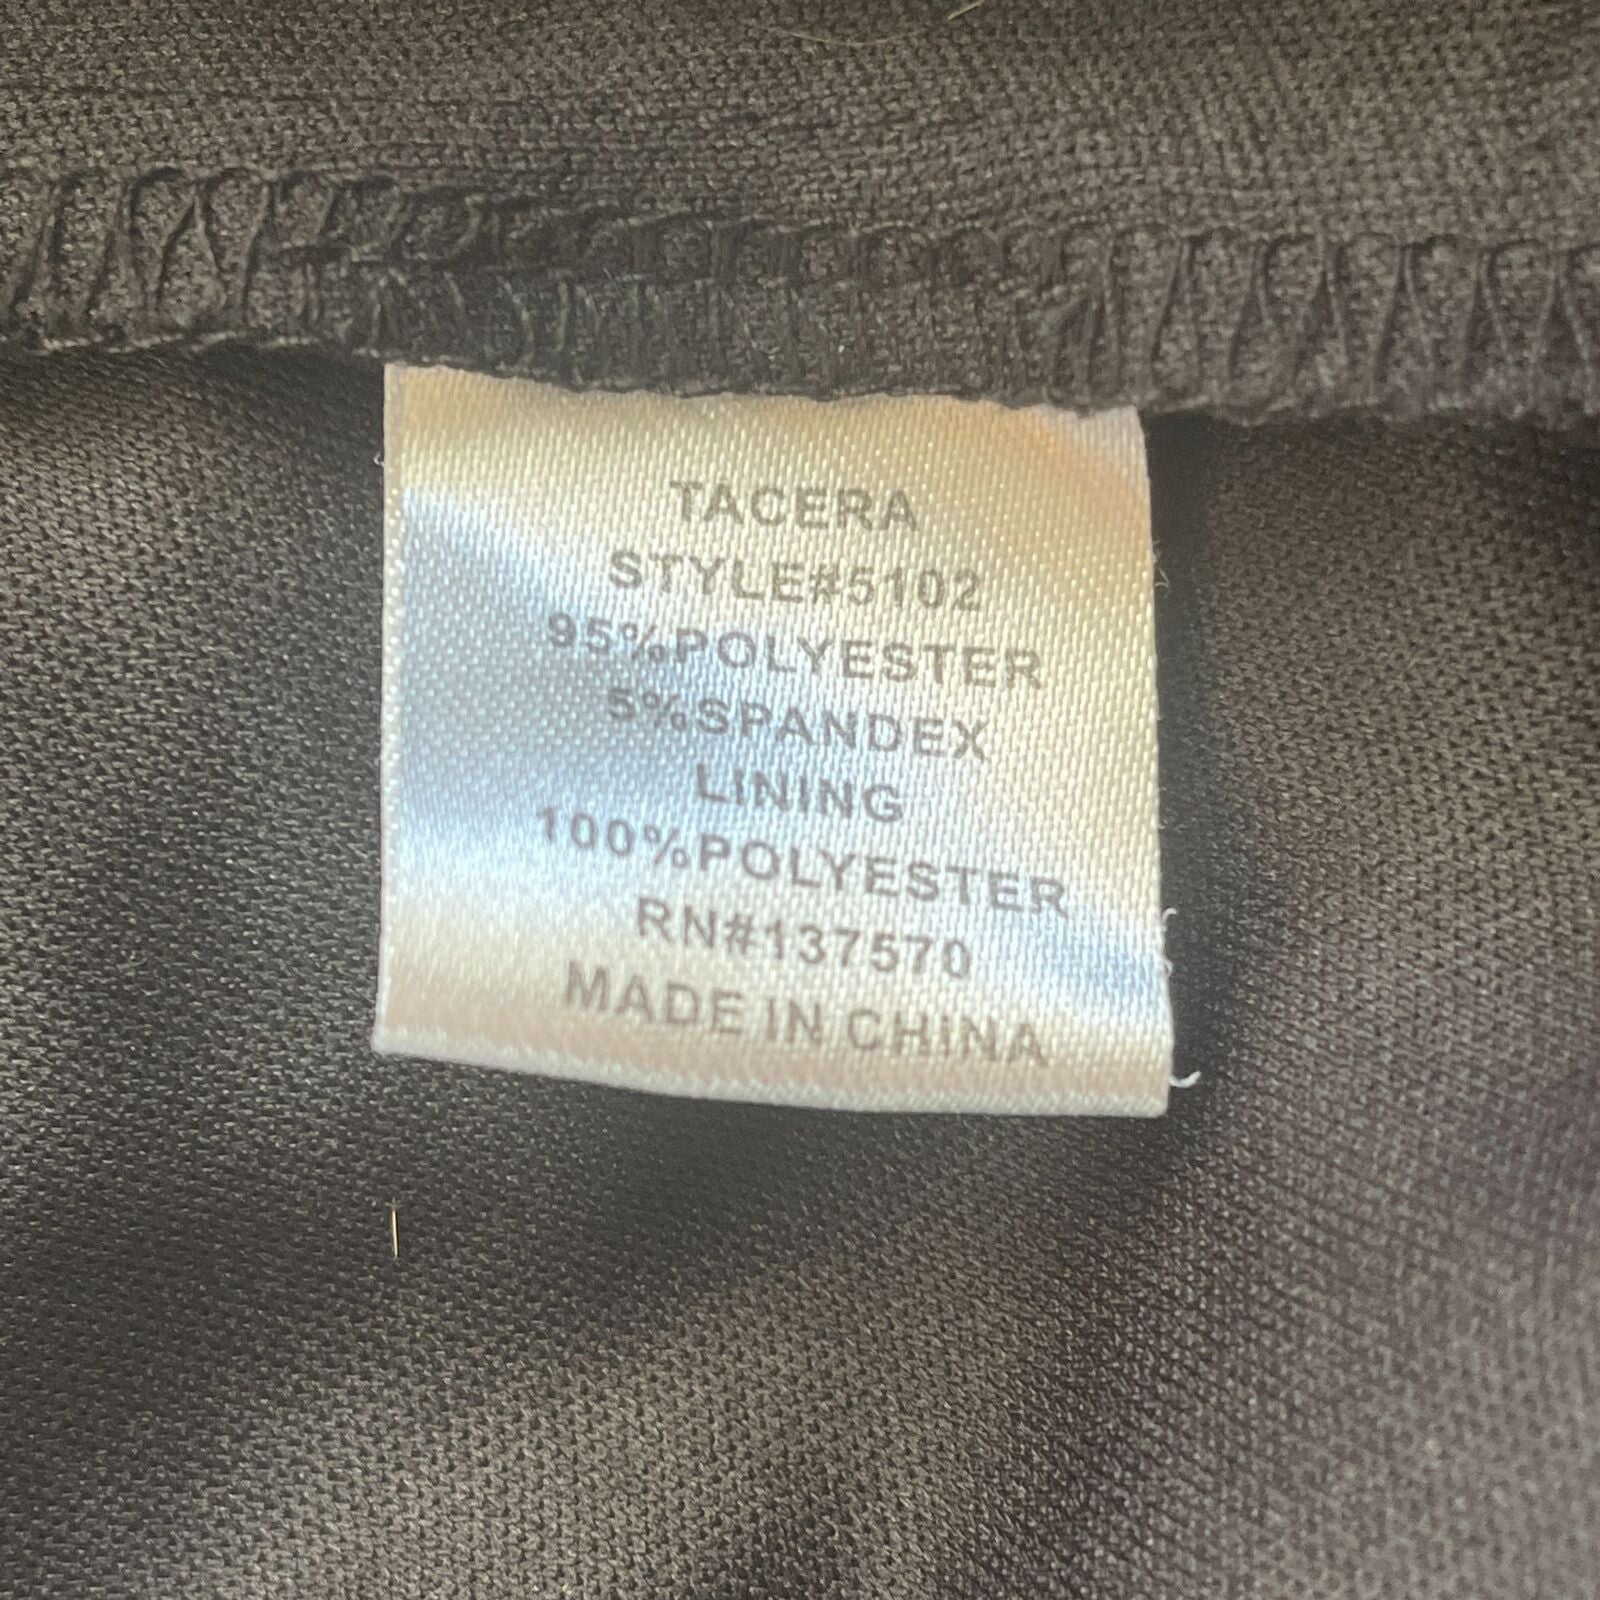 TACERA
STYLE#5102
95%POLYESTER
5%SPANDEX
LINING
100%POLYESTER
RN#137570
MADE IN CHINA